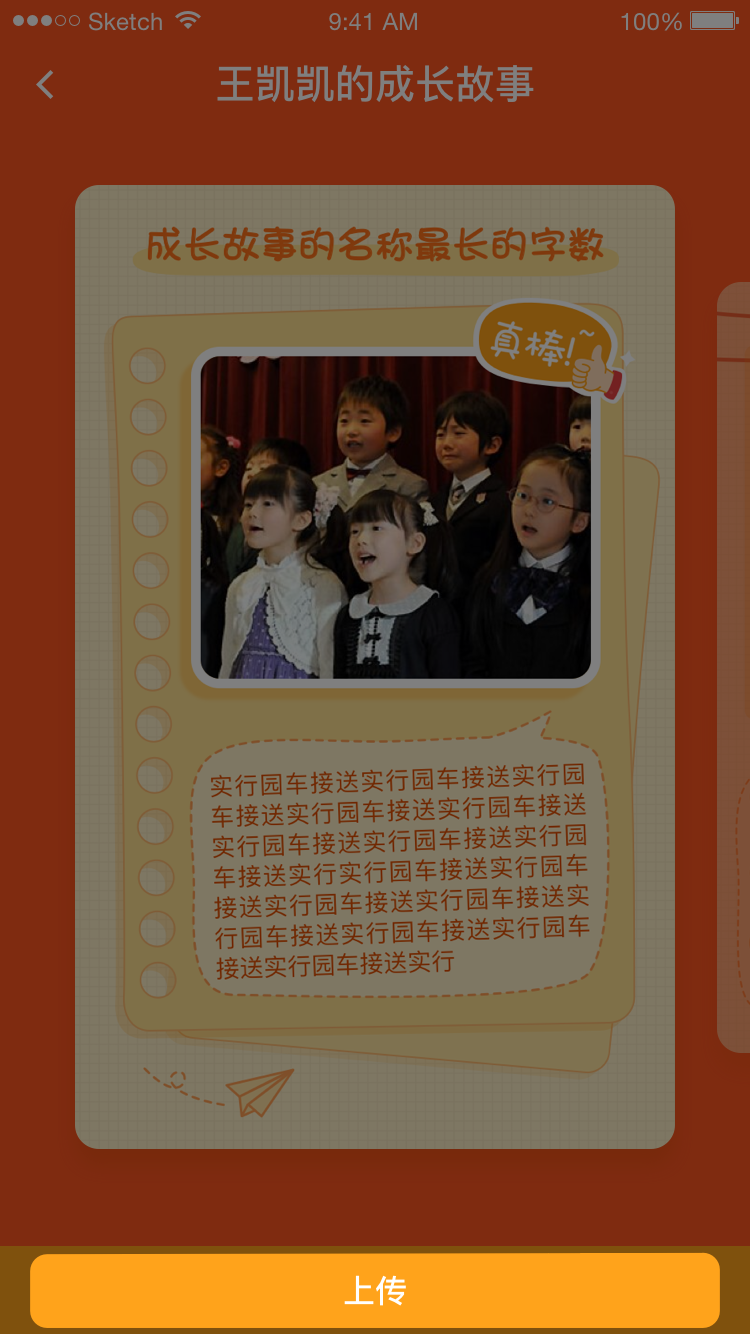 Sketch 9:41 AM 100%
王凯凯的成长故事
成长故事的名称最长的字数
真棒!~
实行园车接送实行园车接送实行园
车接送实行园车接送实行园车接送
实行园车接送实行园车接送实行园
车接送实行实行园车接送实行园车
接送实行园车接送实行园车接送实
行园车接送实行园车接送实行园车
接送实行园车接送实行
上传